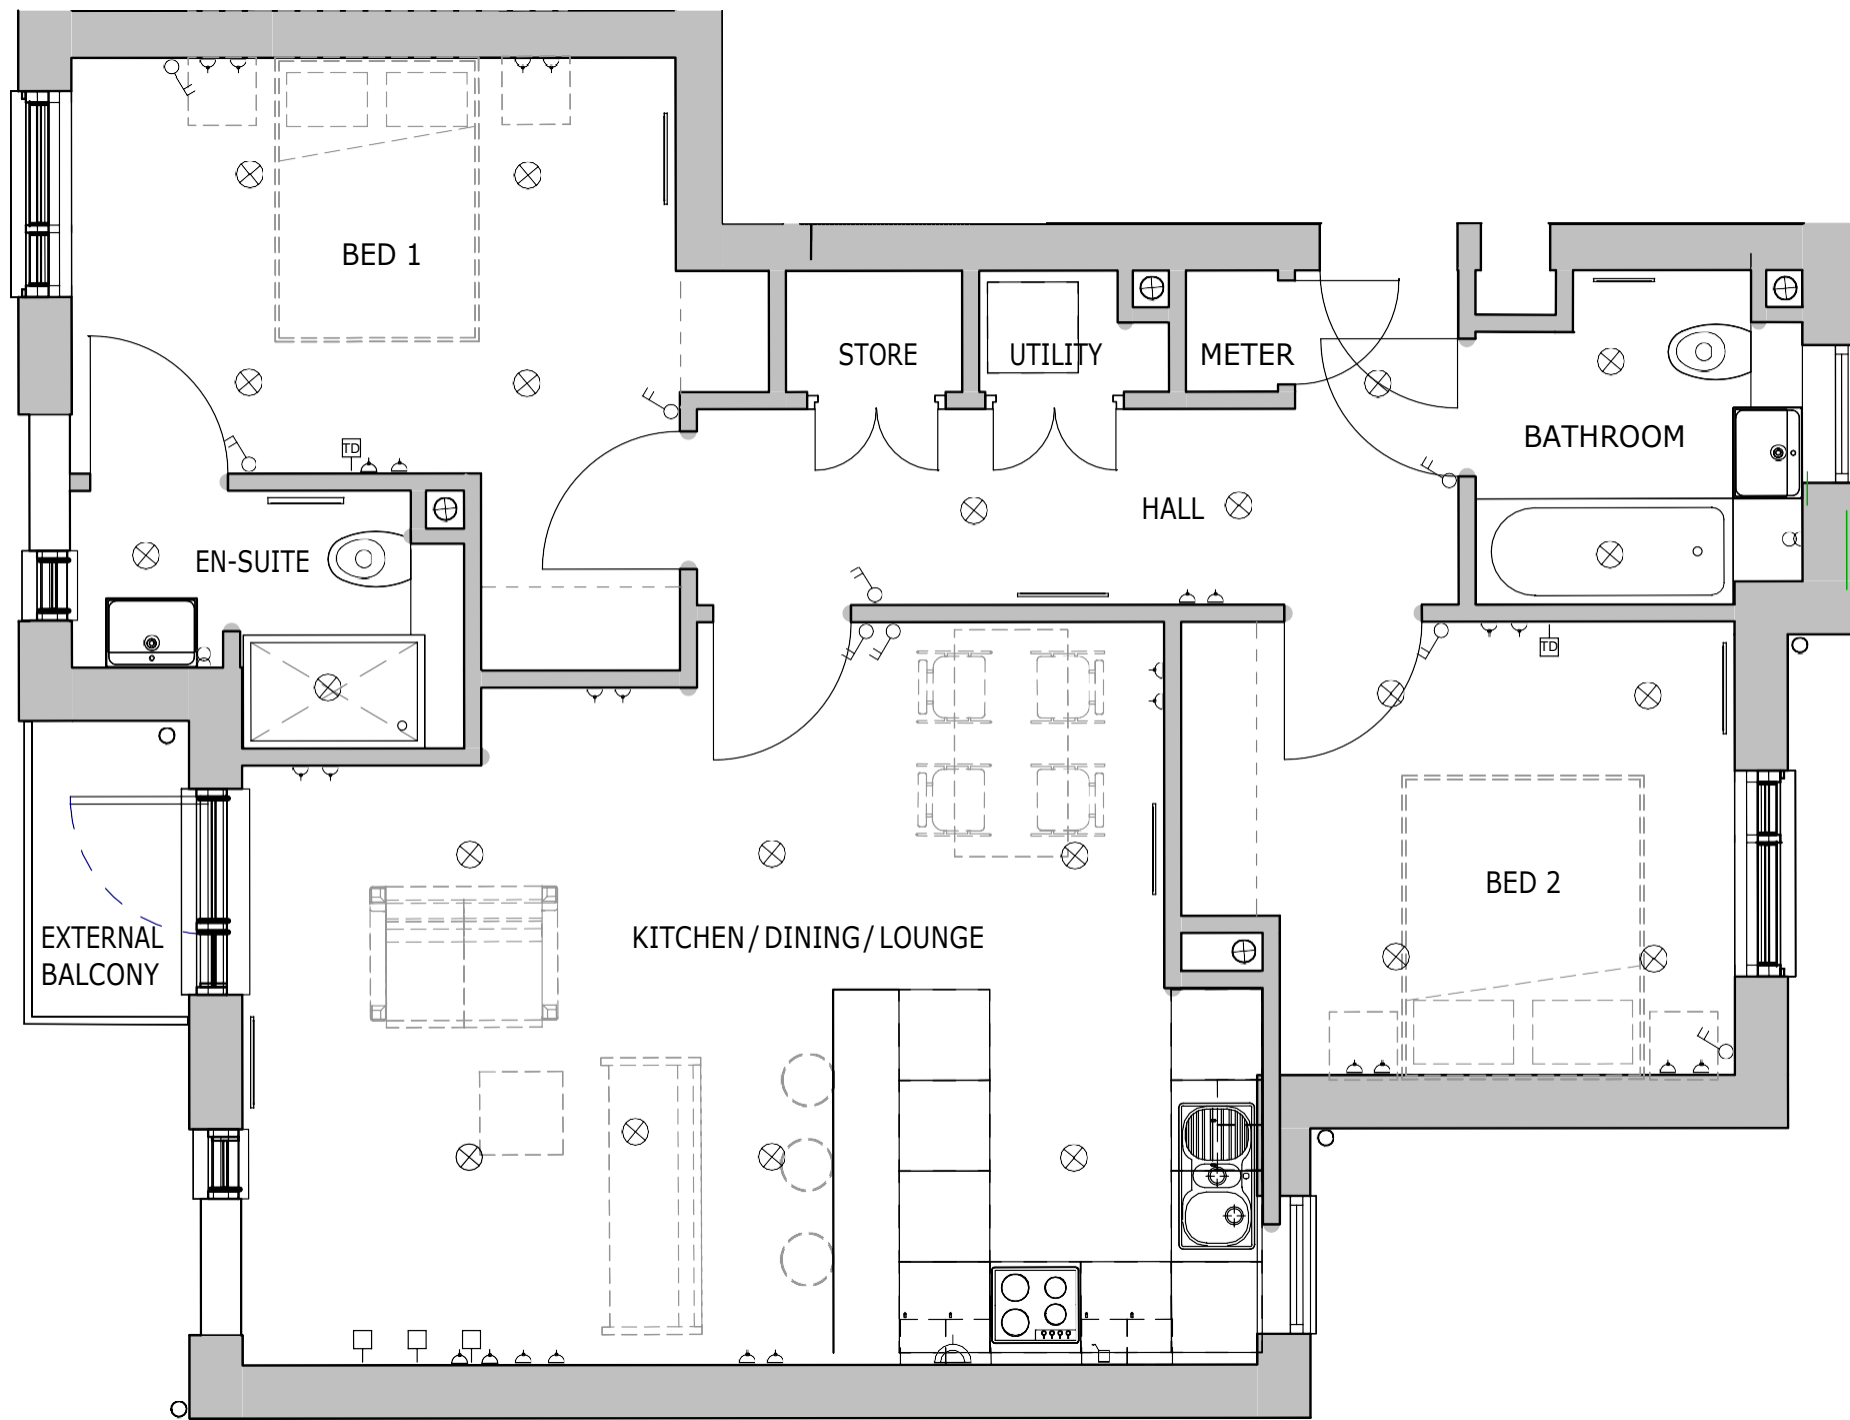 BED 1
STORE
UTILITY
METER
BATHROOM
TD
HALL
EN-SUITE
TD
BED 2
KITCHEN/DINING/LOUNGE
EXTERNAL
BALCONY